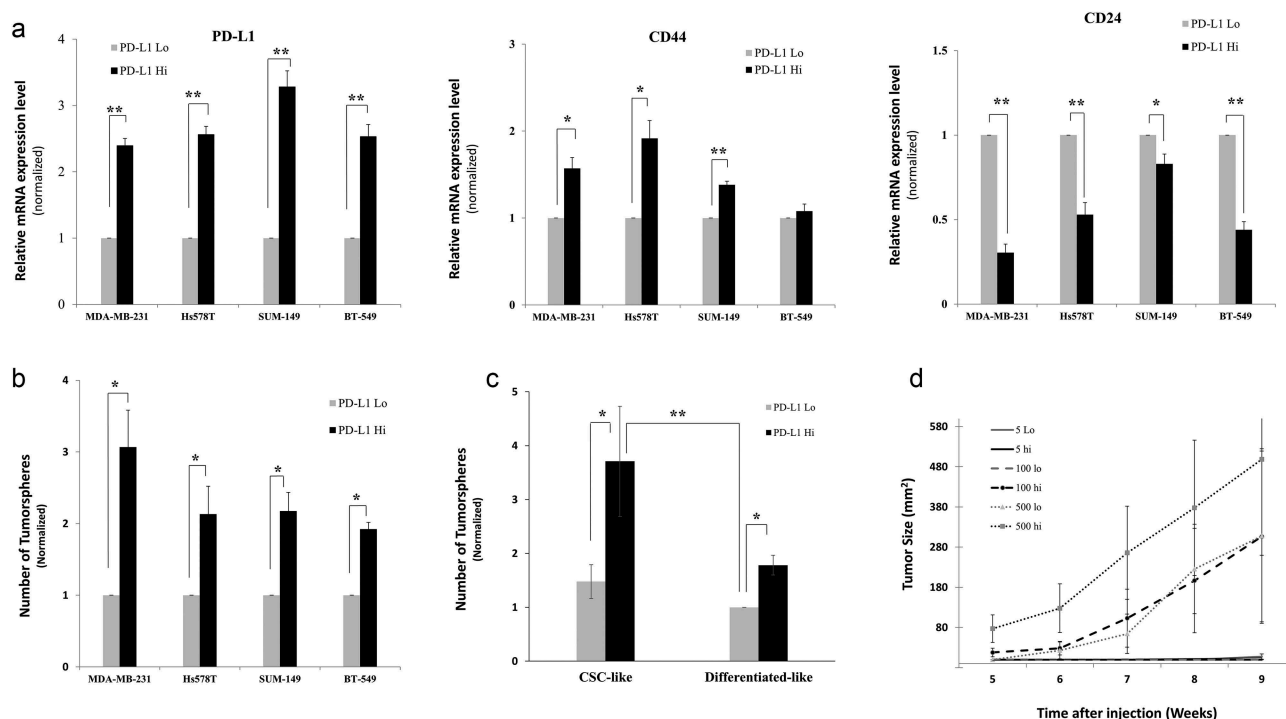 a
PD-L1
PD-L1 Lo
PD-L1 Hi
Relative mRNA expression level
(normalized)
4
3
2
1
0
**
**
**
**
MDA-MB-231
Hs578T
SUM-149
BT-549
CD44
PD-L1 Lo
PD-L1 Hi
Relative mRNA expression level
(normalized)
3
2
1
0
*
*
**
MDA-MB-231
Hs578T
SUM-149
BT-549
CD24
PD-L1 Lo
PD-L1 Hi
Relative mRNA expression level
(normalized)
1.5
1
0.5
0
**
**
*
**
MDA-MB-231
Hs578T
SUM-149
BT-549
b
Number of Tumorspheres
(Normalized)
4
3
2
1
0
PD-L1 Lo
PD-L1 Hi
*
*
*
*
MDA-MB-231
Hs578T
SUM-149
BT-549
c
Number of Tumorspheres
(Normalized)
5
4
3
2
1
0
PD-L1 Lo
PD-L1 Hi
*
**
*
CSC-like
Differentiated-like
d
Tumor Size (mm²)
580
480
380
280
180
80
5 Lo
5 hi
100 lo
100 hi
500 lo
500 hi
5
6
7
8
9
Time after injection (Weeks)